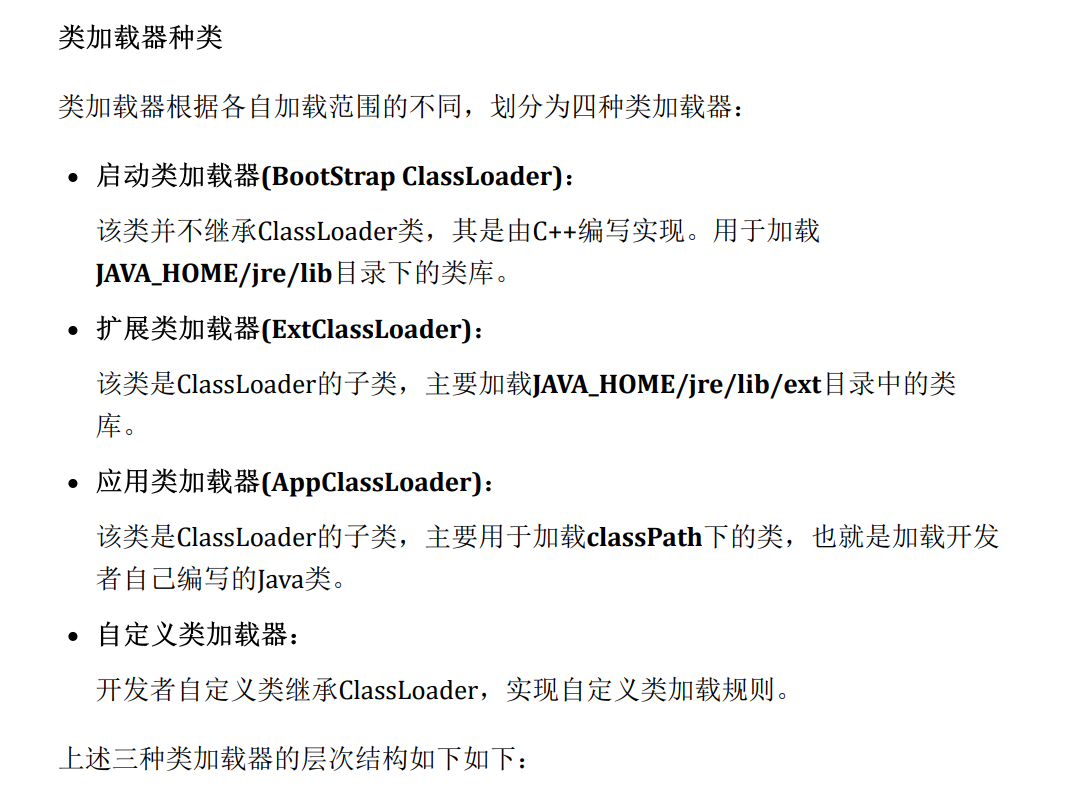 类加载器种类
类加载器根据各自加载范围的不同，划分为四种类加载器：
启动类加载器(BootStrap ClassLoader)：
该类并不继承ClassLoader类，其是由C++编写实现。用于加载
JAVA_HOME/jre/lib目录下的类库。
扩展类加载器(ExtClassLoader)：
该类是ClassLoader的子类，主要加载JAVA_HOME/jre/lib/ext目录中的类
库。
应用类加载器(AppClassLoader)：
该类是ClassLoader的子类，主要用于加载classPath下的类，也就是加载开发
者自己编写的Java类。
自定义类加载器：
开发者自定义类继承ClassLoader，实现自定义类加载规则。
上述三种类加载器的层次结构如下如下：